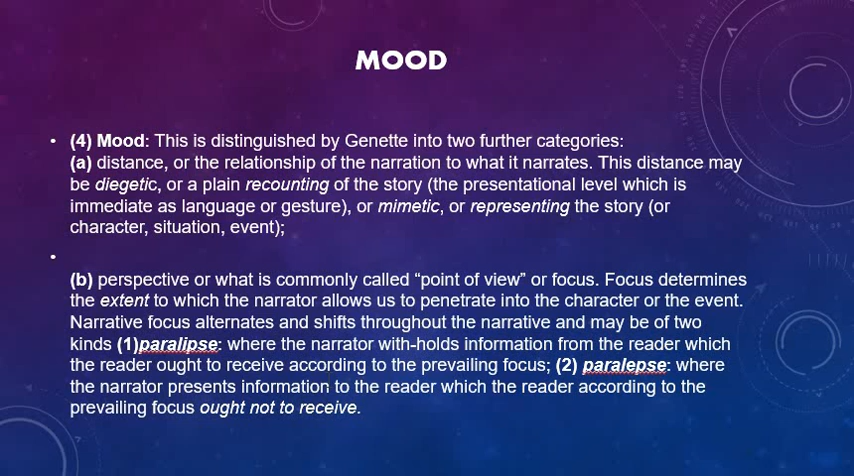 MOOD
• (4) Mood: This is distinguished by Genette into two further categories:
(a) distance, or the relationship of the narration to what it narrates. This distance may
be diegetic, or a plain recounting of the story (the presentational level which is
immediate as language or gesture), or mimetic, or representing the story (or
character, situation, event);
•
(b) perspective or what is commonly called “point of view” or focus. Focus determines
the extent to which the narrator allows us to penetrate into the character or the event.
Narrative focus alternates and shifts throughout the narrative and may be of two
kinds (1)paralipse: where the narrator with-holds information from the reader which
the reader ought to receive according to the prevailing focus; (2) paralepse: where
the narrator presents information to the reader which the reader according to the
prevailing focus ought not to receive.